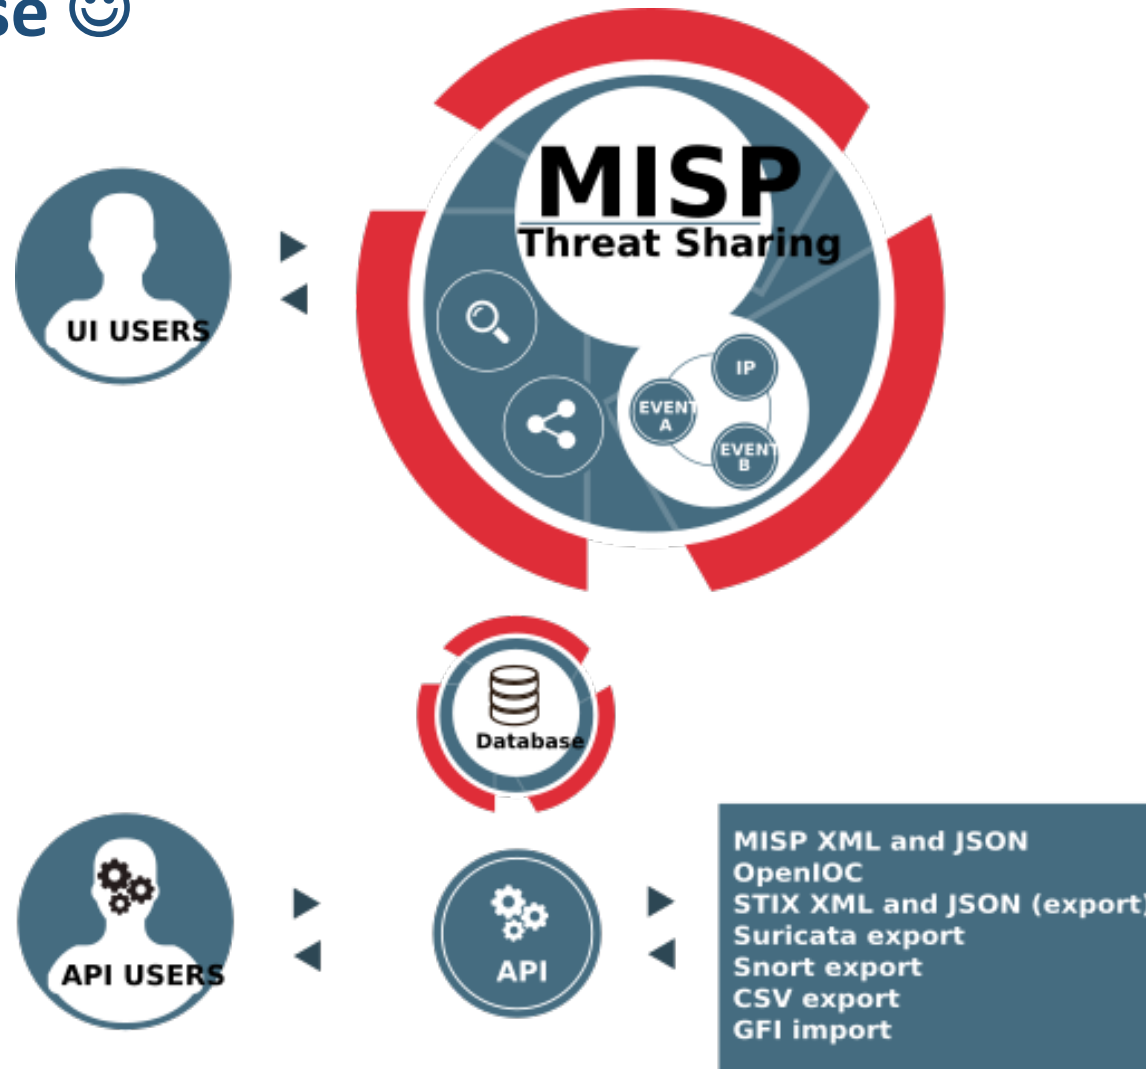 se ☺
MISP
Threat Sharing
UI USERS
IP
EVENT
A
EVENT
B
Database
API USERS
API
MISP XML and JSON
OpenIOC
STIX XML and JSON (export)
Suricata export
Snort export
CSV export
GFI import